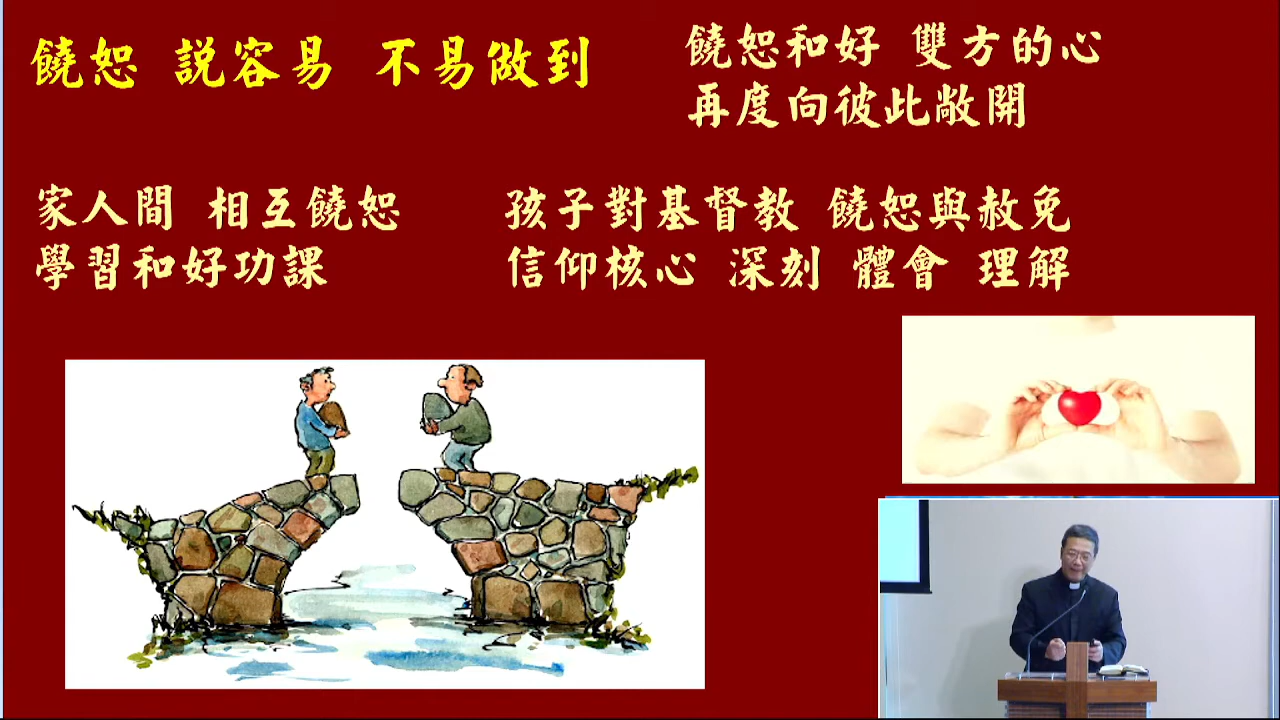 饒恕 説容易 不易做到
饒恕和好 雙方的心
再度向彼此敞開
家人間 相互饒恕
學習和好功課
孩子對基督教 饒恕與赦免
信仰核心 深刻 體會 理解